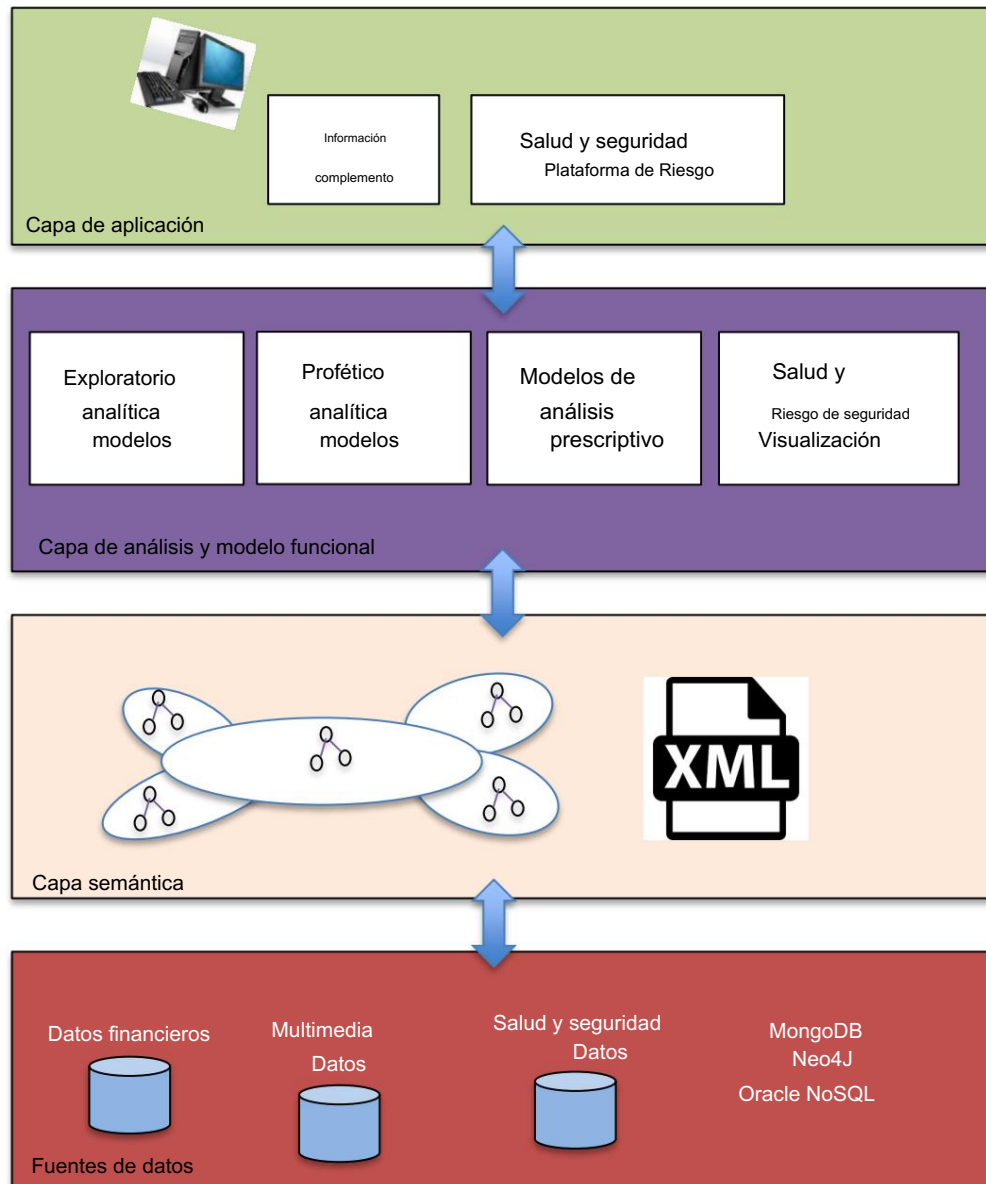 Información
complemento
Salud y seguridad
Plataforma de Riesgo
Capa de aplicación
Exploratorio
analítica
modelos
Profético
analítica
modelos
Modelos de
análisis
prescriptivo
Salud y
Riesgo de seguridad
Visualización
Capa de análisis y modelo funcional
XML
Capa semántica
Datos financieros
Multimedia
Datos
Salud y seguridad
Datos
MongoDB
Neo4J
Oracle NoSQL
Fuentes de datos